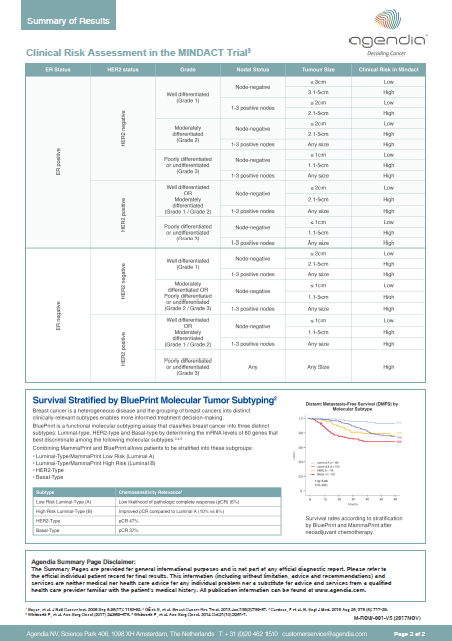 Summary of Results
agendia
Decoding Cancer
Clinical Risk Assessment in the MINDACT Trial
ER Status HER2 status Grade Nodal Status Tumour Size Clinical Risk in Mindact
ER positive
HER2 negative
Well differentiated
(Grade 1)
Node-negative
≤ 3cm Low
3.1-5cm High
1-3 positive nodes
≤ 2cm Low
2.1-5cm High
Moderately
differentiated
(Grade 2)
Node-negative
≤ 2cm Low
2.1-5cm High
1-3 positive nodes Any size High
Poorly differentiated
or undifferentiated
(Grade 3)
Node-negative
≤ 1cm Low
1.1-5cm High
1-3 positive nodes Any size High
HER2 positive
Well differentiated
OR
Moderately
differentiated
(Grade 1 / Grade 2)
Node-negative
≤ 2cm Low
2.1-5cm High
1-3 positive nodes Any size High
Poorly differentiated
or undifferentiated
(Grade 3)
Node-negative
≤ 1cm Low
1.1-5cm High
1-3 positive nodes Any size High
ER negative
HER2 negative
Well differentiated
(Grade 1)
Node-negative
≤ 2cm Low
2.1-5cm High
1-3 positive nodes Any size High
Moderately
differentiated OR
Poorly differentiated
or undifferentiated
(Grade 2 / Grade 3)
Node-negative
≤ 1cm Low
1.1-5cm High
1-3 positive nodes Any size High
HER2 positive
Well differentiated
OR
Moderately
differentiated
(Grade 1 / Grade 2)
Node-negative
≤ 1cm Low
1.1-5cm High
1-3 positive nodes Any size High
Poorly differentiated
or undifferentiated
(Grade 3)
Any Any Size High
Survival Stratified by BluePrint Molecular Tumor Subtyping²
Breast cancer is a heterogeneous disease and the grouping of breast cancers into distinct
clinically-relevant subtypes enables more informed treatment decision-making.
BluePrint is a functional molecular subtyping assay that classifies breast cancer into three distinct
subtypes: Luminal-type, HER2-type and Basal-type by determining the mRNA levels of 80 genes that
best discriminate among the following molecular subtypes.
Combining MammaPrint and BluePrint allows patients to be stratified into these subgroups:
• Luminal-Type/MammaPrint Low Risk (Luminal A)
• Luminal-Type/MammaPrint High Risk (Luminal B)
• HER2-Type
• Basal-Type
Subtype Chemosensitivity Relevance
Low Risk Luminal-Type (A) Low likelihood of pathologic complete response (pCR) (6%)
High Risk Luminal-Type (B) Improved pCR compared to Luminal A (10% vs 6%)
HER2-Type pCR 47%
Basal-Type pCR 37%
Distant Metastasis-Free Survival (DMFS) by
Molecular Subtype
Survival rates according to stratification
by BluePrint and MammaPrint after
neoadjuvant chemotherapy.
Agendia Summary Page Disclaimer:
The Summary Pages are provided for general informational purposes and is not part of any official diagnostic report. Please refer to
the official individual patient record for final results. This information (including without limitation, advice and recommendations) and
services are neither medical nor health care advice for any individual problem nor a substitute for advice and services from a qualified
health care provider familiar with the patient's medical history. All publication information can be found at www.agendia.com.
M-ROW-001-V5 (2017NOV)
Agendia NV, Science Park 406, 1098 XH Amsterdam, The Netherlands T: + 31 (0)20 462 1510 customerservice@agendia.com Page 2 of 2